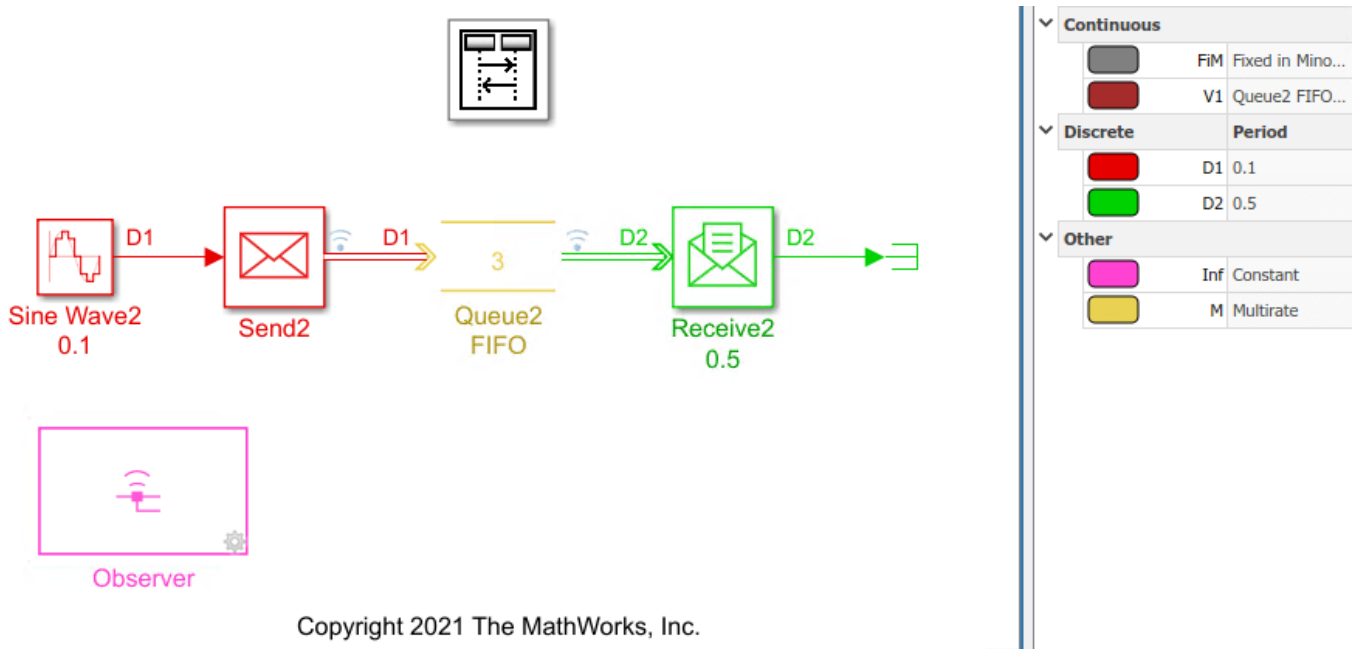 D1
D1
D2
D2
3
Sine Wave2
0.1
Send2
Queue2
FIFO
Receive2
0.5
Observer
Copyright 2021 The MathWorks, Inc.
Continuous
FiM Fixed in Mino...
V1 Queue2 FIFO...
Discrete Period
D1 0.1
D2 0.5
Other
Inf Constant
M Multirate